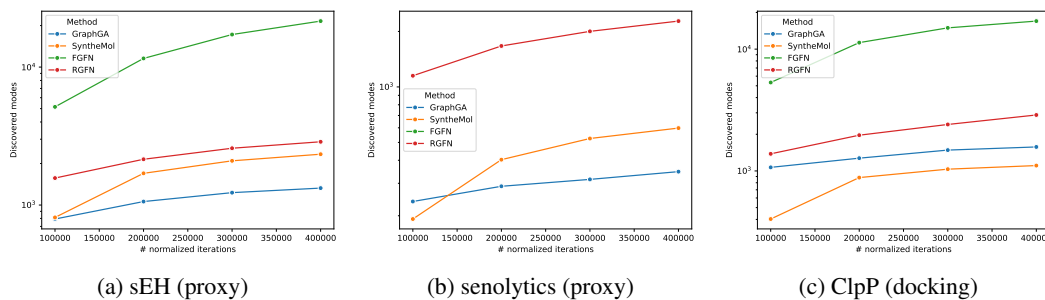 Method
GraphGA
SyntheMol
FGFN
RGFN
10^4
10^3
Discovered modes
100000 150000 200000 250000 300000 350000 400000
# normalized iterations
(a) sEH (proxy)
Method
GraphGA
SyntheMol
FGFN
RGFN
10^3
Discovered modes
100000 150000 200000 250000 300000 350000 400000
# normalized iterations
(b) senolytics (proxy)
Method
GraphGA
SyntheMol
FGFN
RGFN
10^4
10^3
Discovered modes
100000 150000 200000 250000 300000 350000 400000
# normalized iterations
(c) ClpP (docking)